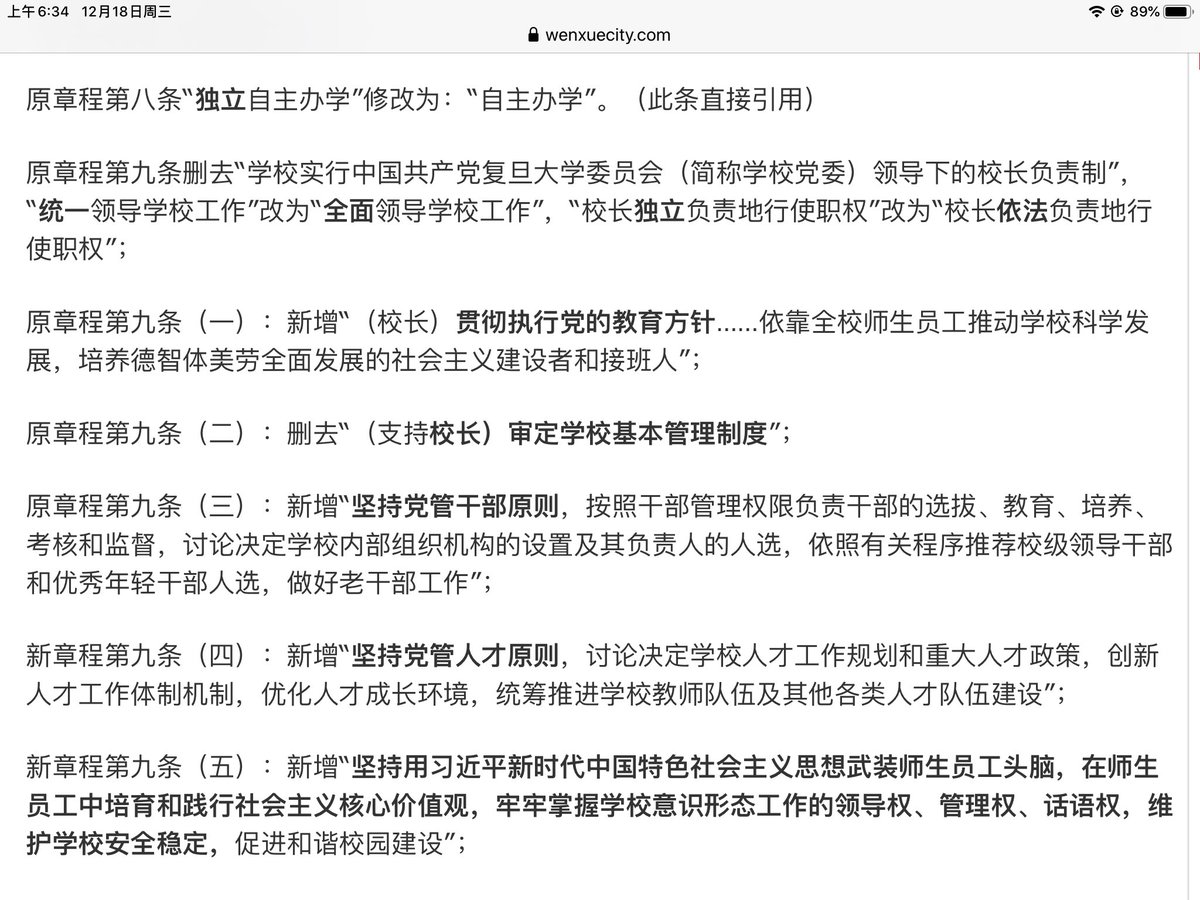 上午6:34 12月18日周三
89%
wenxuecity.com
原章程第八条“独立自主办学”修改为：“自主办学”。（此条直接引用）
原章程第九条删去“学校实行中国共产党复旦大学委员会（简称学校党委）领导下的校长负责制”，
“统一领导学校工作”改为“全面领导学校工作”，“校长独立负责地行使职权”改为“校长依法负责地行
使职权”；
原章程第九条（一）：新增“（校长）贯彻执行党的教育方针......依靠全校师生员工推动学校科学发
展，培养德智体美劳全面发展的社会主义建设者和接班人”；
原章程第九条（二）：删去“（支持校长）审定学校基本管理制度”；
原章程第九条（三）：新增“坚持党管干部原则，按照干部管理权限负责干部的选拔、教育、培养、
考核和监督，讨论决定学校内部组织机构的设置及其负责人的人选，依照有关程序推荐校级领导干部
和优秀年轻干部人选，做好老干部工作”；
新章程第九条（四）：新增“坚持党管人才原则，讨论决定学校人才工作规划和重大人才政策，创新
人才工作体制机制，优化人才成长环境，统筹推进学校教师队伍及其他各类人才队伍建设”；
新章程第九条（五）：新增“坚持用习近平新时代中国特色社会主义思想武装师生员工头脑，在师生
员工中培育和践行社会主义核心价值观，牢牢掌握学校意识形态工作的领导权、管理权、话语权，维
护学校安全稳定，促进和谐校园建设”；